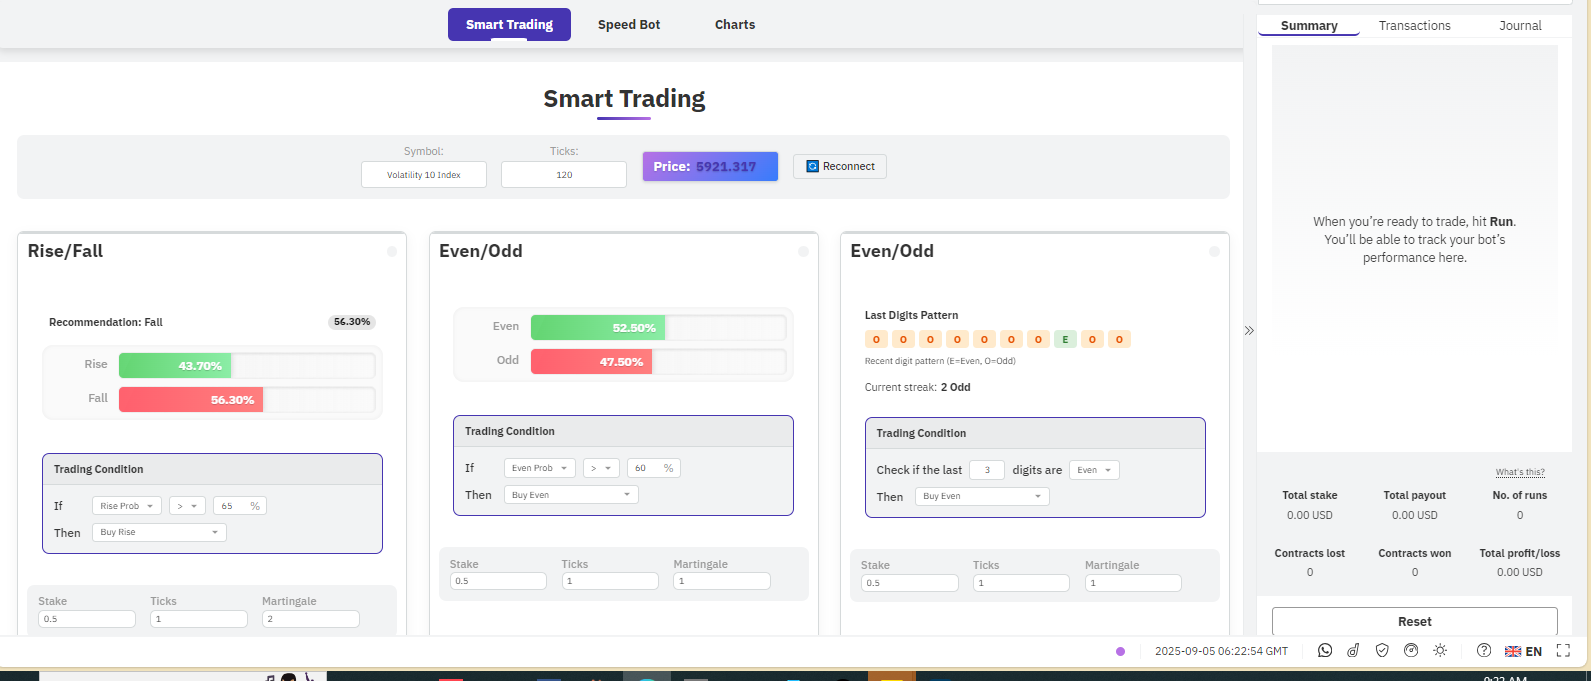 Smart Trading
Speed Bot
Charts
Summary
Transactions
Journal
Smart Trading
Symbol:
Volatility 10 Index
Ticks:
120
Price: 5921.317
Reconnect
Rise/Fall
Recommendation: Fall
56.30%
Rise
43.70%
Fall
56.30%
Trading Condition
If Rise Prob > 65 %
Then Buy Rise
Stake Ticks Martingale
0.5 1 2
Even/Odd
Even
52.50%
Odd
47.50%
Trading Condition
If Even Prob > 60 %
Then Buy Even
Stake Ticks Martingale
0.5 1 1
Even/Odd
Last Digits Pattern
O O O O O O O E O O
Recent digit pattern (E=Even, O=Odd)
Current streak: 2 Odd
Trading Condition
Check if the last 3 digits are Even
Then Buy Even
Stake Ticks Martingale
0.5 1 1
When you're ready to trade, hit Run.
You'll be able to track your bot's
performance here.
What's this?
Total stake Total payout No. of runs
0.00 USD 0.00 USD 0
Contracts lost Contracts won Total profit/loss
0 0 0.00 USD
Reset
2025-09-05 06:22:54 GMT
EN
9:22 AM